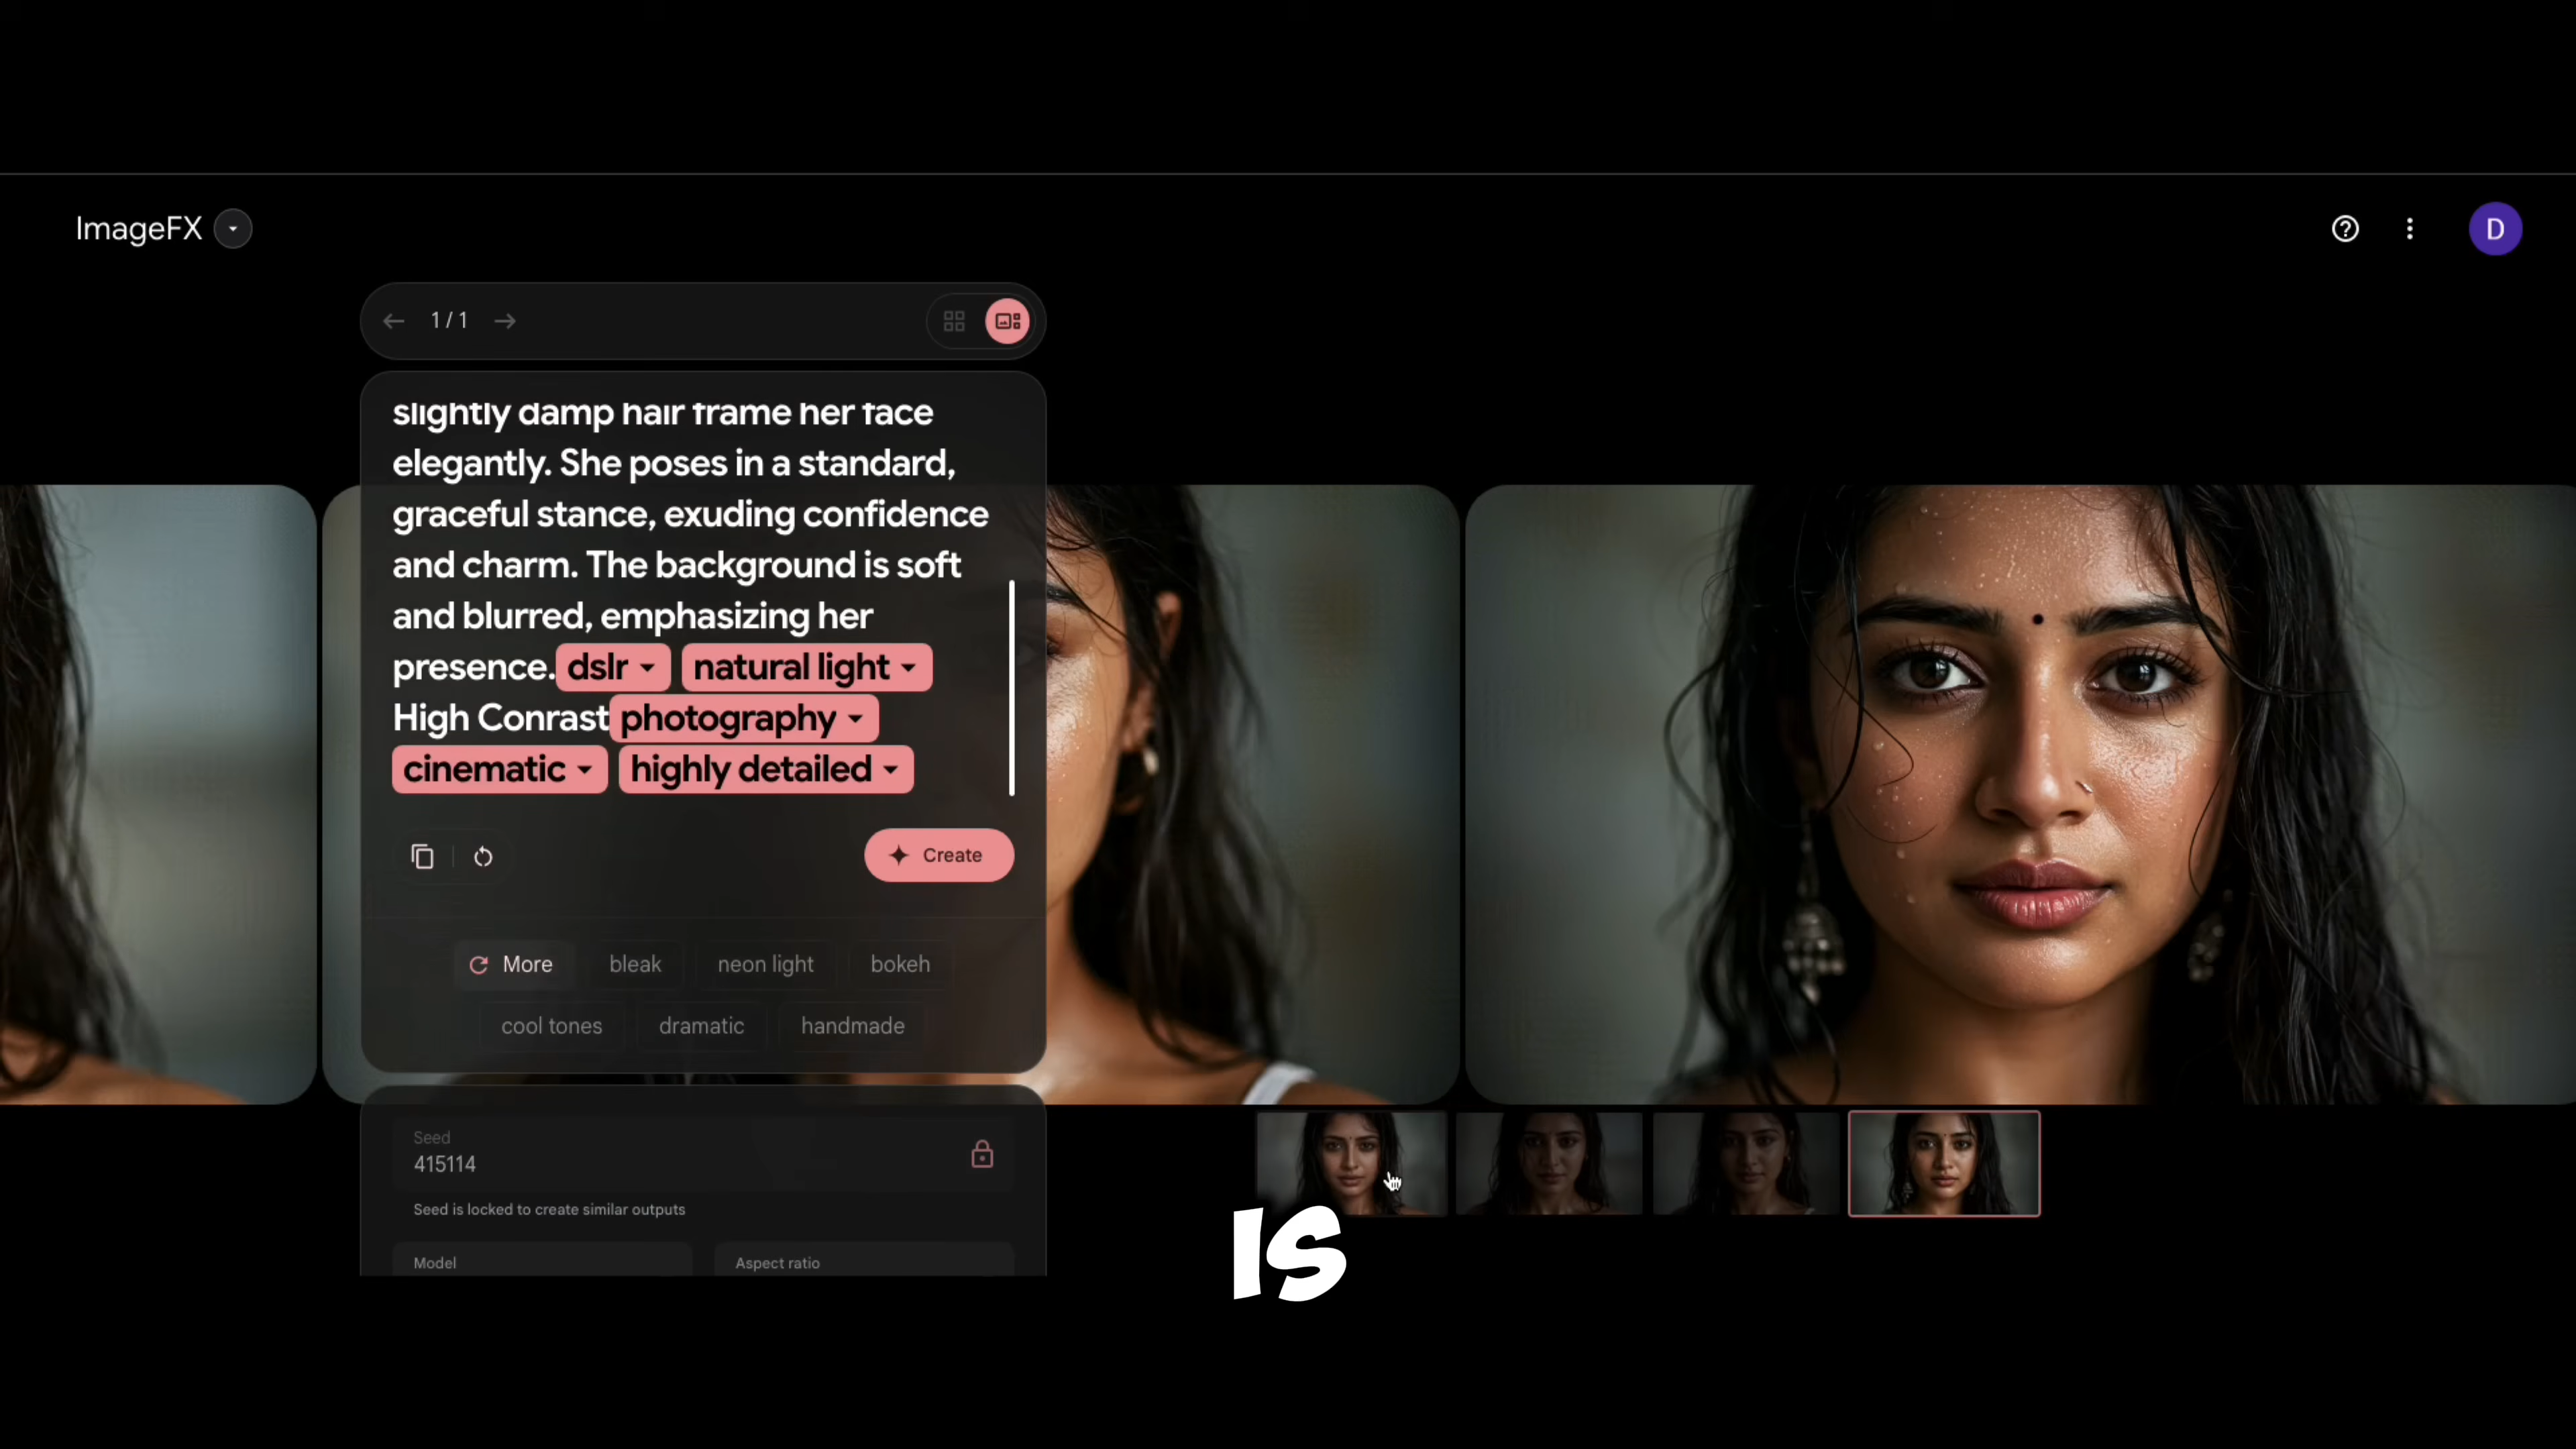 ImageFX
D
1 / 1
slightly damp hair frame her face
elegantly. She poses in a standard,
graceful stance, exuding confidence
and charm. The background is soft
and blurred, emphasizing her
presence. dslr natural light
High Conrast photography
cinematic highly detailed
Create
More bleak neon light bokeh
cool tones dramatic handmade
Seed
415114
Seed is locked to create similar outputs
Model Aspect ratio
IS